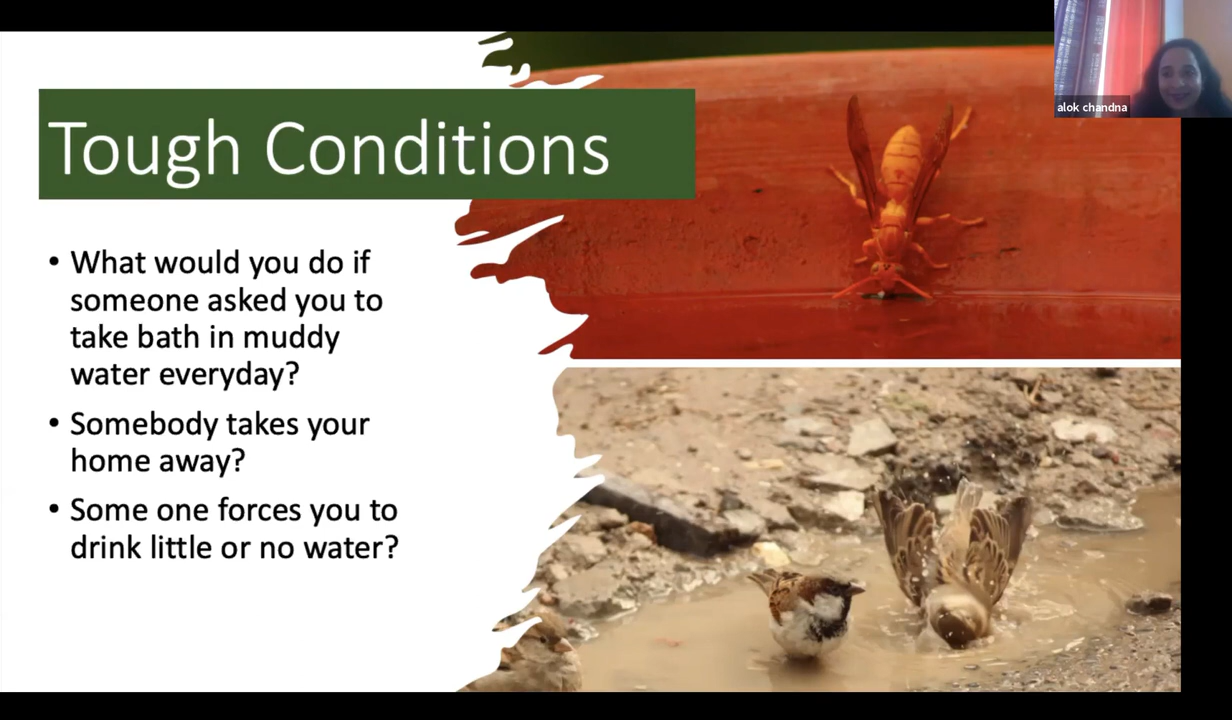 Tough Conditions
• What would you do if
someone asked you to
take bath in muddy
water everyday?
• Somebody takes your
home away?
• Some one forces you to
drink little or no water?
alok chandna